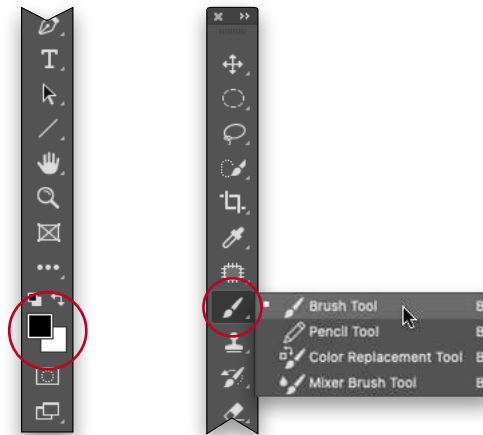 T
Brush Tool B
Pencil Tool B
Color Replacement Tool B
Mixer Brush Tool B